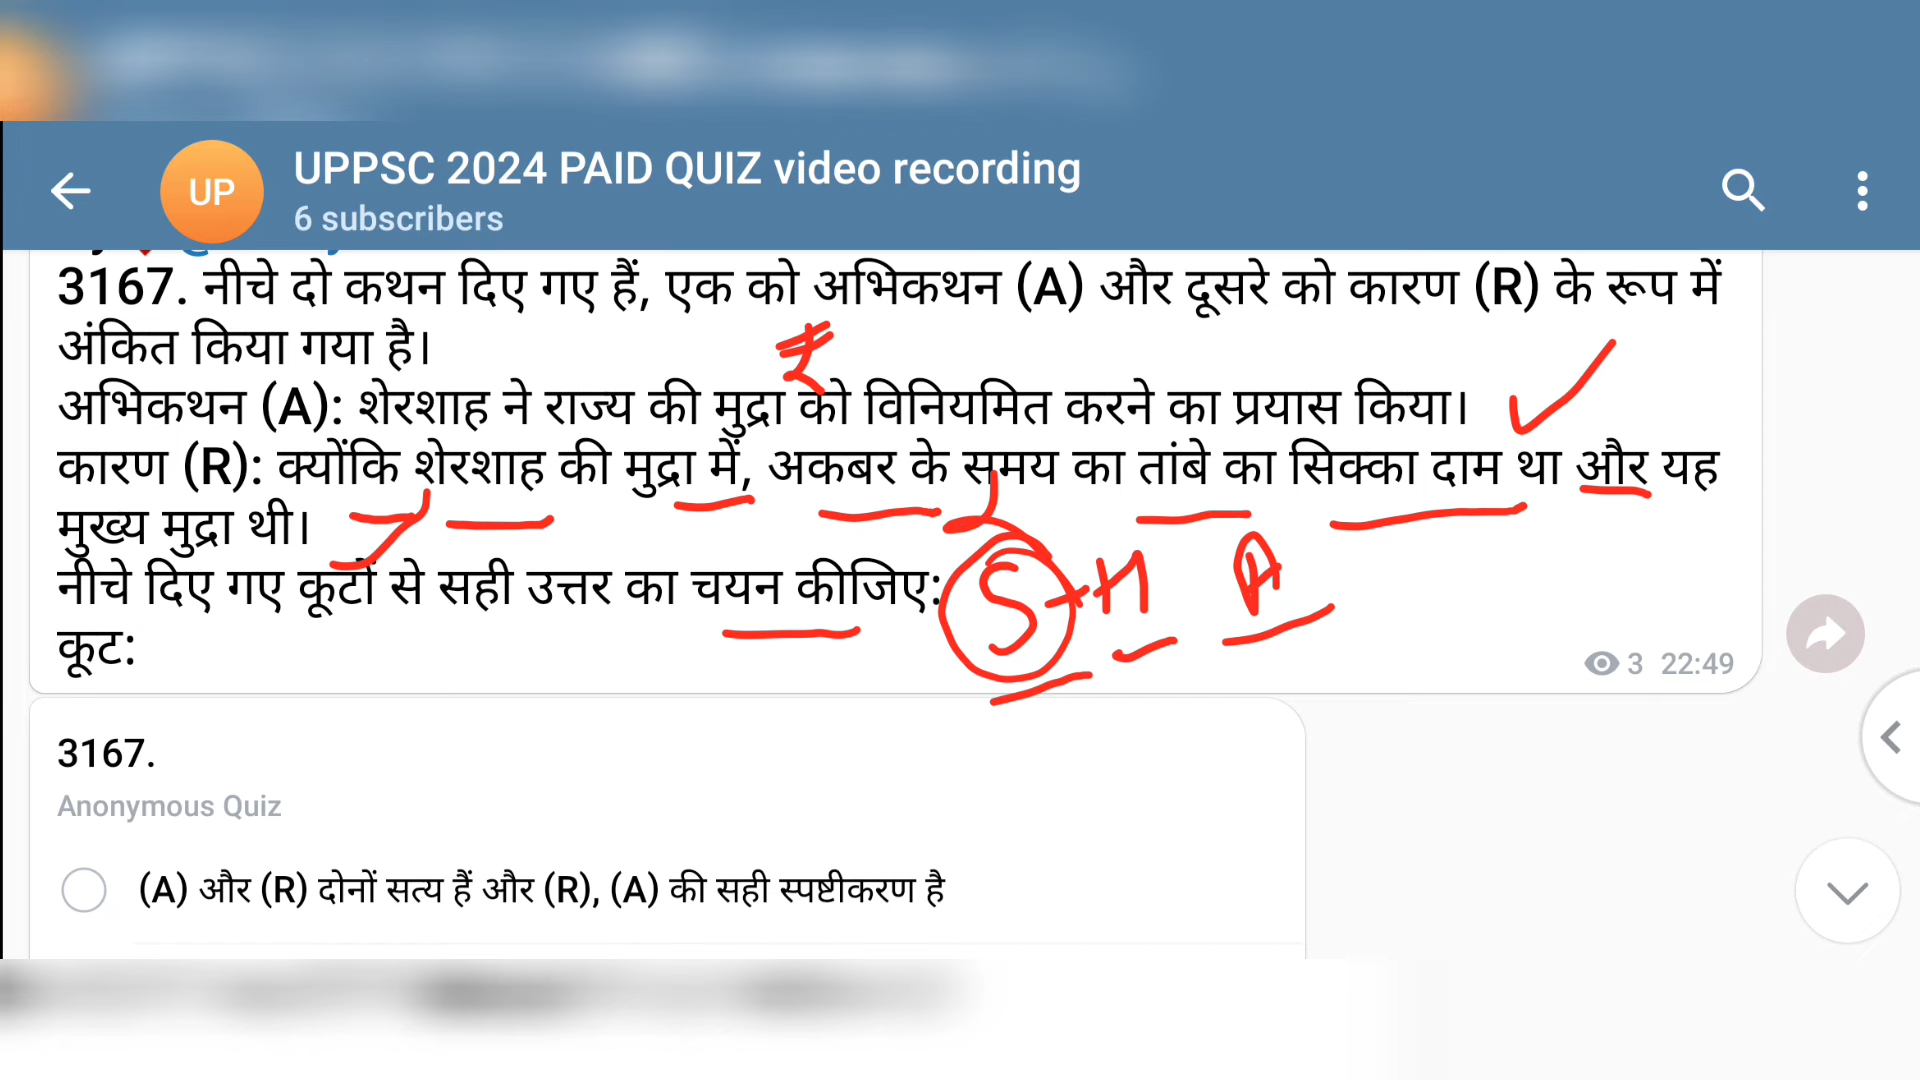 UP
UPPSC 2024 PAID QUIZ video recording
6 subscribers
3167. नीचे दो कथन दिए गए हैं, एक को अभिकथन (A) और दूसरे को कारण (R) के रूप में
अंकित किया गया है।
₹
अभिकथन (A): शेरशाह ने राज्य की मुद्रा को विनियमित करने का प्रयास किया।
कारण (R): क्योंकि शेरशाह की मुद्रा में, अकबर के समय का तांबे का सिक्का दाम था और यह
मुख्य मुद्रा थी।
नीचे दिए गए कूटों से सही उत्तर का चयन कीजिए:
S H A
कूट:
3 22:49
3167.
Anonymous Quiz
(A) और (R) दोनों सत्य हैं और (R), (A) की सही स्पष्टीकरण है